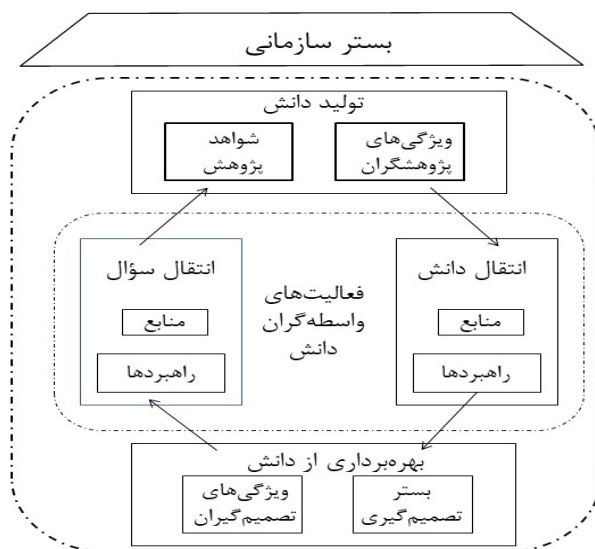 بستر سازمانی
تولید دانش
ویژگی‌های
پژوهشگران
شواهد
پژوهش
انتقال دانش
منابع
راهبردها
فعالیت‌های
واسطه‌گران
دانش
انتقال سؤال
منابع
راهبردها
بهره‌برداری از دانش
بستر
تصمیم‌گیری
ویژگی‌های
تصمیم‌گیران